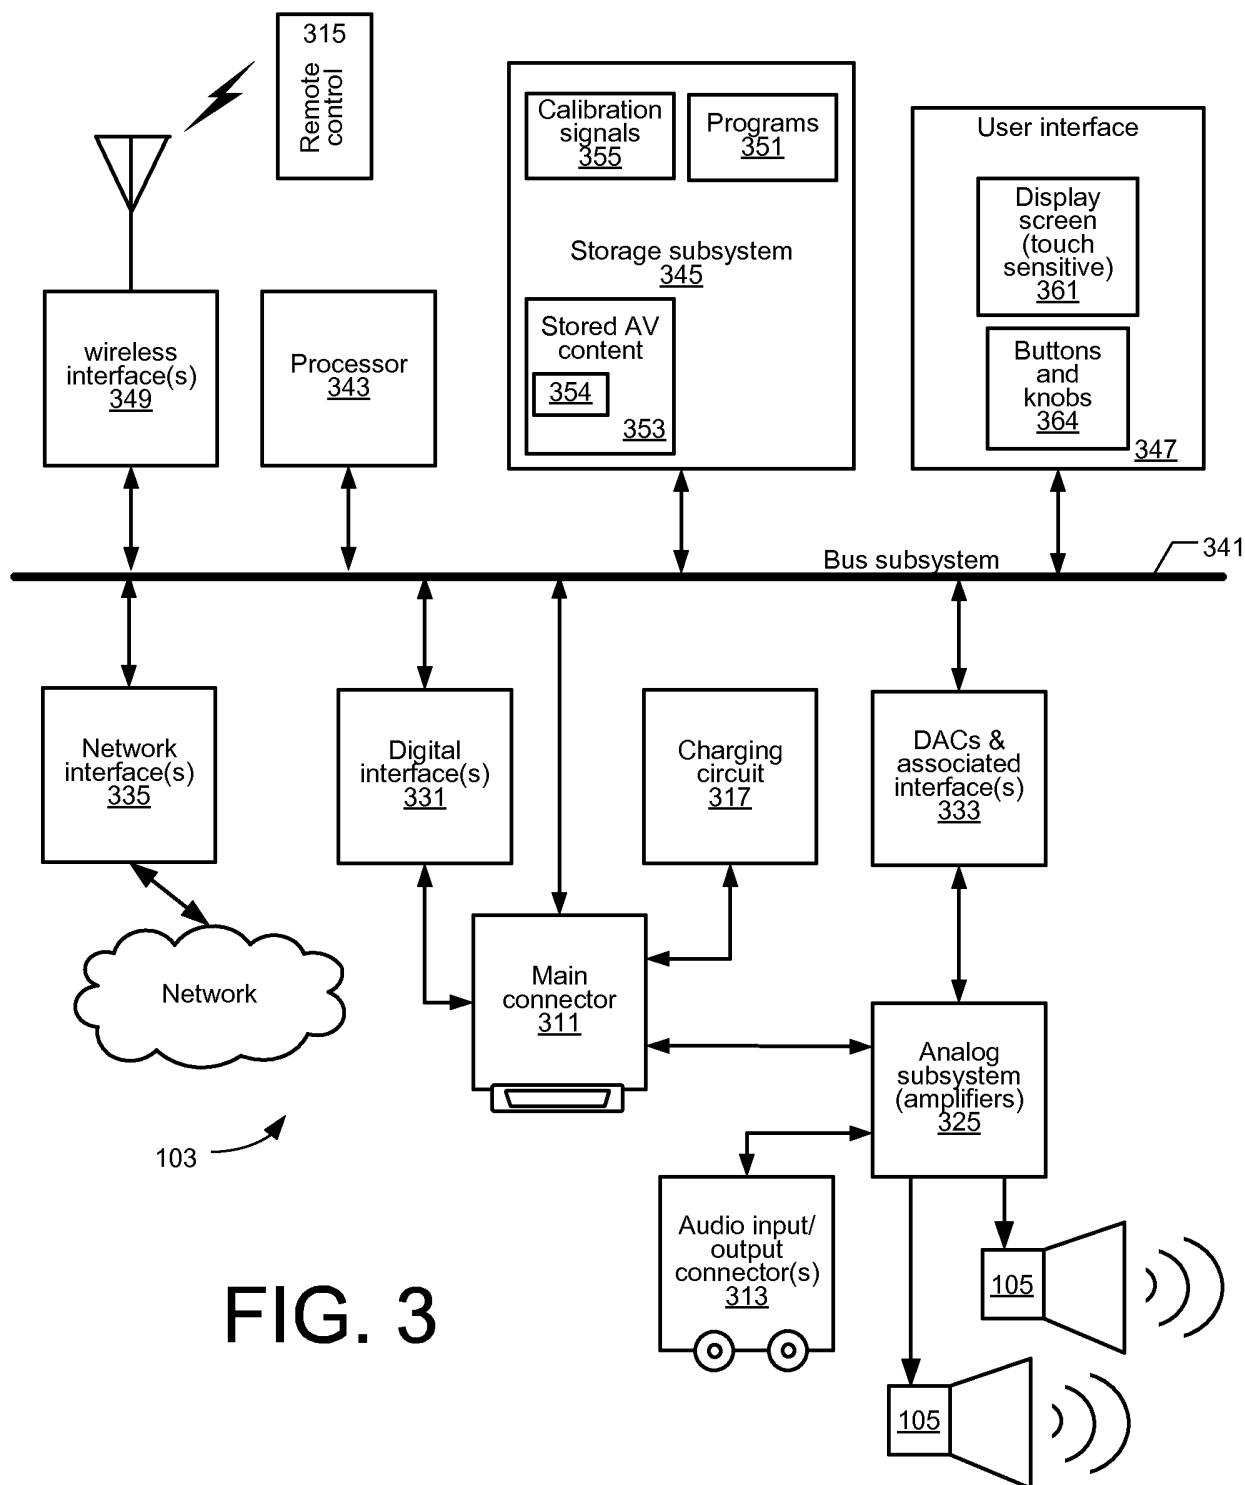 315
Remote
control
Calibration
signals
355
Programs
351
Storage subsystem
345
Stored AV
content
354
353
User interface
Display
screen
(touch
sensitive)
361
Buttons
and
knobs
364
347
wireless
interface(s)
349
Processor
343
Bus subsystem
341
Network
interface(s)
335
Digital
interface(s)
331
Charging
circuit
317
DACs &
associated
interface(s)
333
Network
Main
connector
311
Analog
subsystem
(amplifiers)
325
103
Audio input/
output
connector(s)
313
105
105
FIG. 3